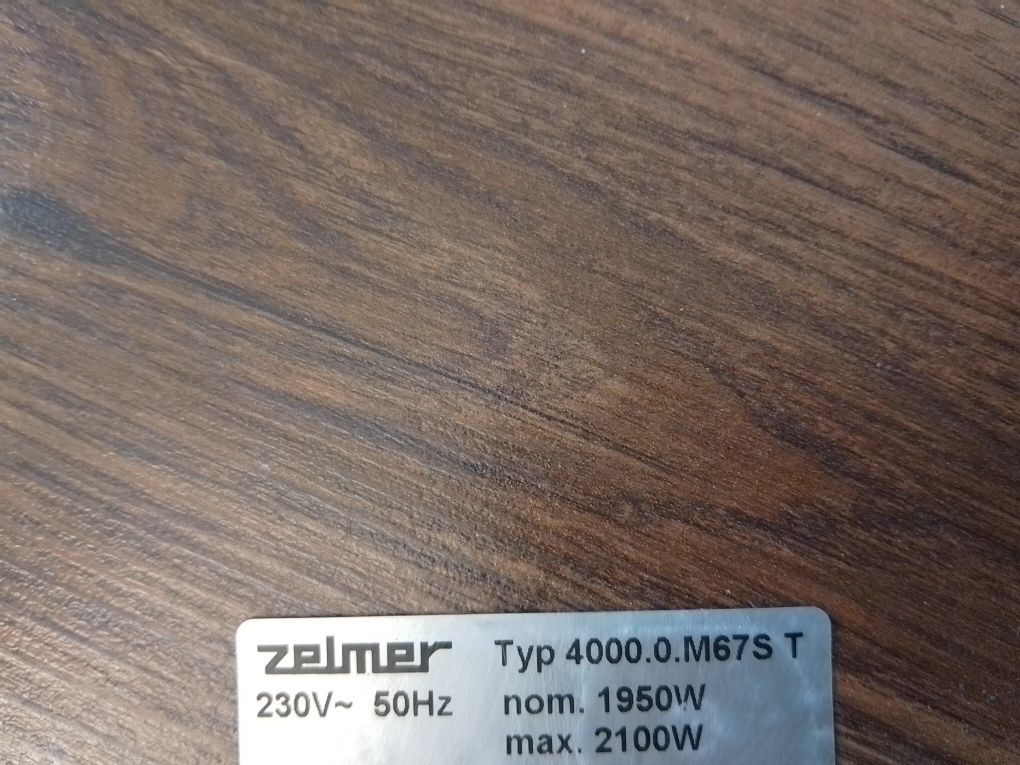 zelmer Typ 4000.0.M67S T
230V~ 50Hz nom. 1950W
max. 2100W